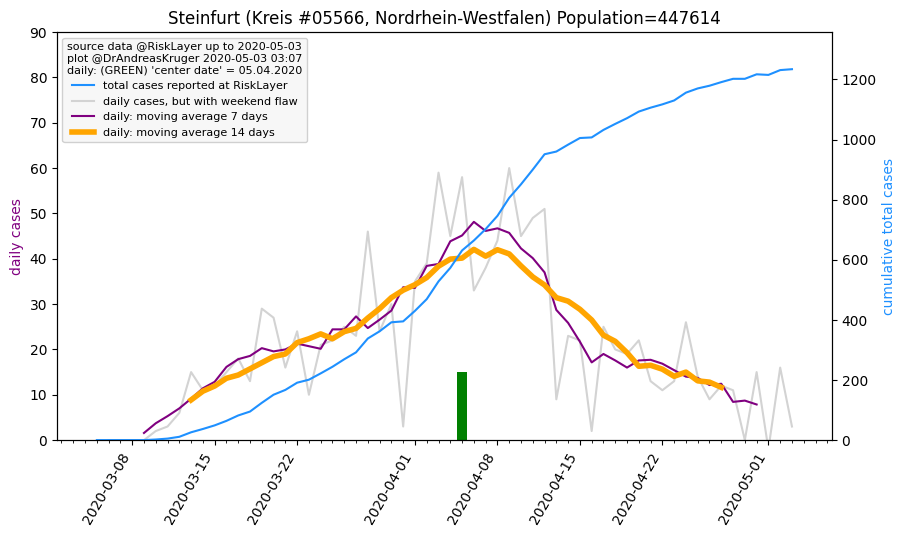 Steinfurt (Kreis #05566, Nordrhein-Westfalen) Population=447614
source data @RiskLayer up to 2020-05-03
plot @DrAndreasKruger 2020-05-03 03:07
daily: (GREEN) 'center date' = 05.04.2020
total cases reported at RiskLayer
daily cases, but with weekend flaw
daily: moving average 7 days
daily: moving average 14 days
90
80
70
60
50
40
30
20
10
0
daily cases
1200
1000
800
600
400
200
0
cumulative total cases
2020-03-08
2020-03-15
2020-03-22
2020-04-01
2020-04-08
2020-04-15
2020-04-22
2020-05-01